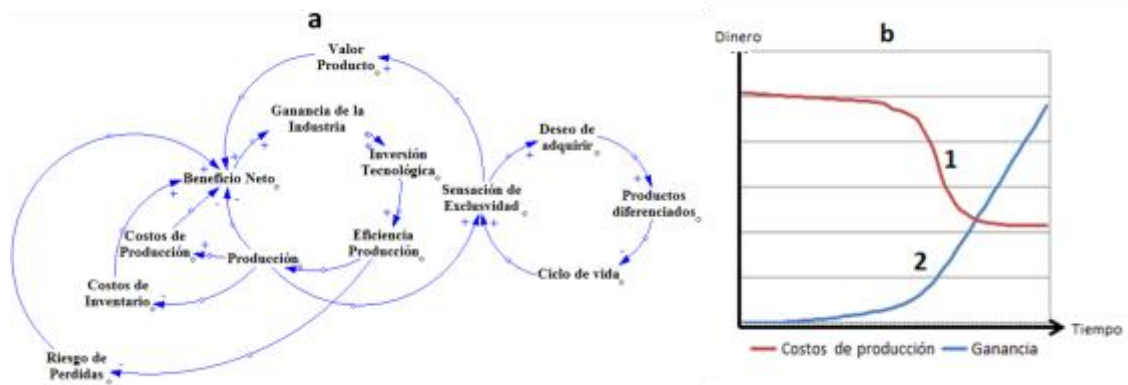 a
Valor
Producto
Ganancia de la
Industria
Inversión
Tecnológica
Beneficio Neto
Deseo de
adquirir
Sensación de
Exclusvidad
Productos
diferenciados
Costos de
Producción
Producción
Eficiencia
Producción
Ciclo de vida
Costos de
Inventario
Riesgo de
Perdidas
b
Dinero
1
2
Tiempo
Costos de producción
Ganancia